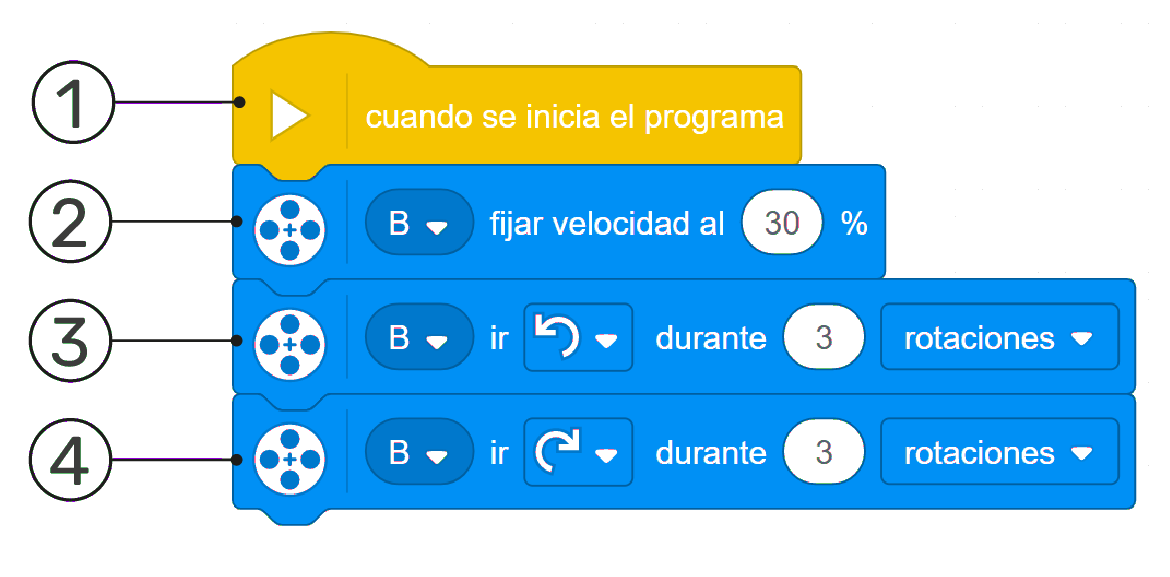 1 cuando se inicia el programa
2 B fijar velocidad al 30 %
3 B ir durante 3 rotaciones
4 B ir durante 3 rotaciones